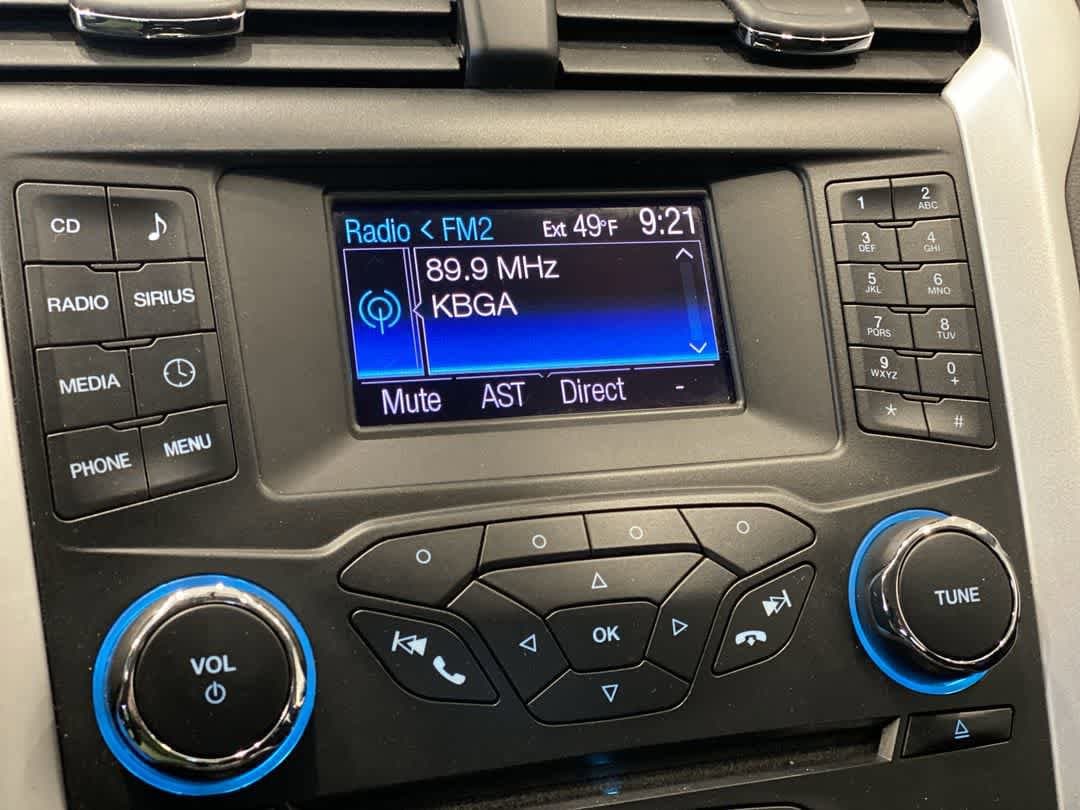 Radio < FM2 Ext 49°F 9:21
89.9 MHz
KBGA
Mute AST Direct -
CD
RADIO SIRIUS
MEDIA
PHONE MENU
1 2 ABC
3 DEF 4 GHI
5 JKL 6 MNO
7 PQRS 8 TUV
9 WXYZ 0 +
* #
OK
VOL
TUNE